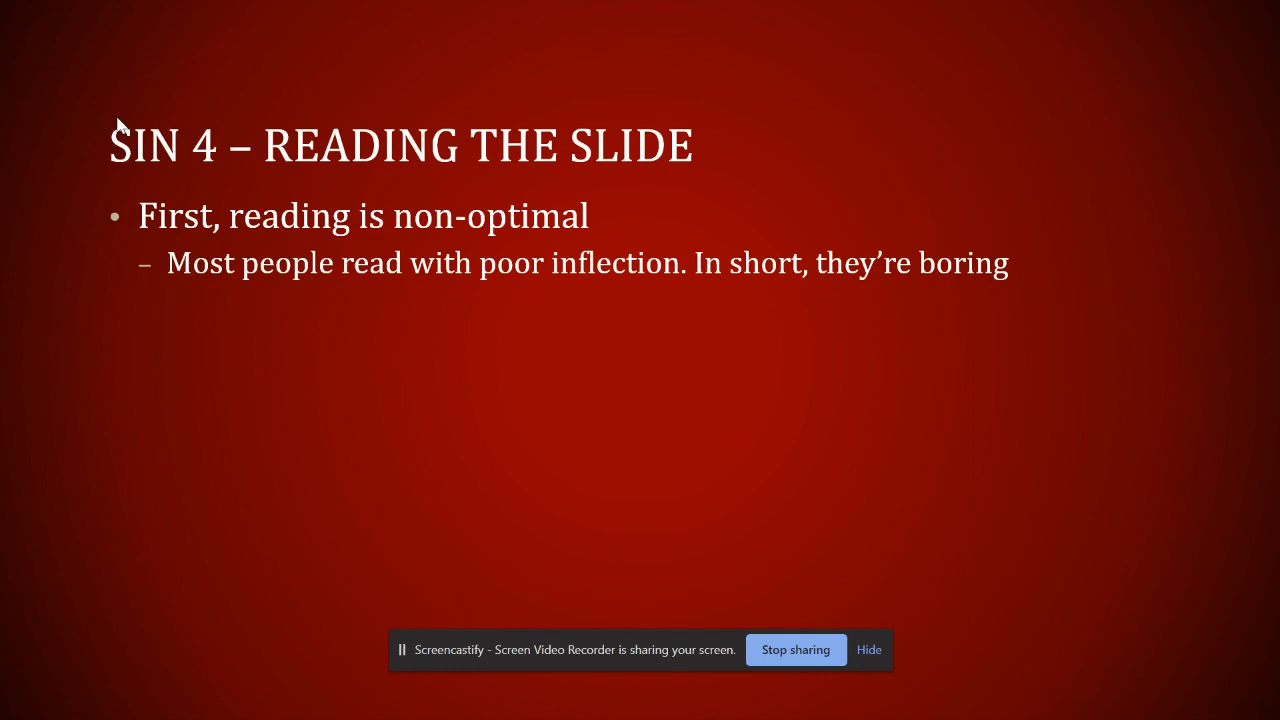 SIN 4 – READING THE SLIDE
• First, reading is non-optimal
– Most people read with poor inflection. In short, they’re boring
Screencastify - Screen Video Recorder is sharing your screen. Stop sharing Hide